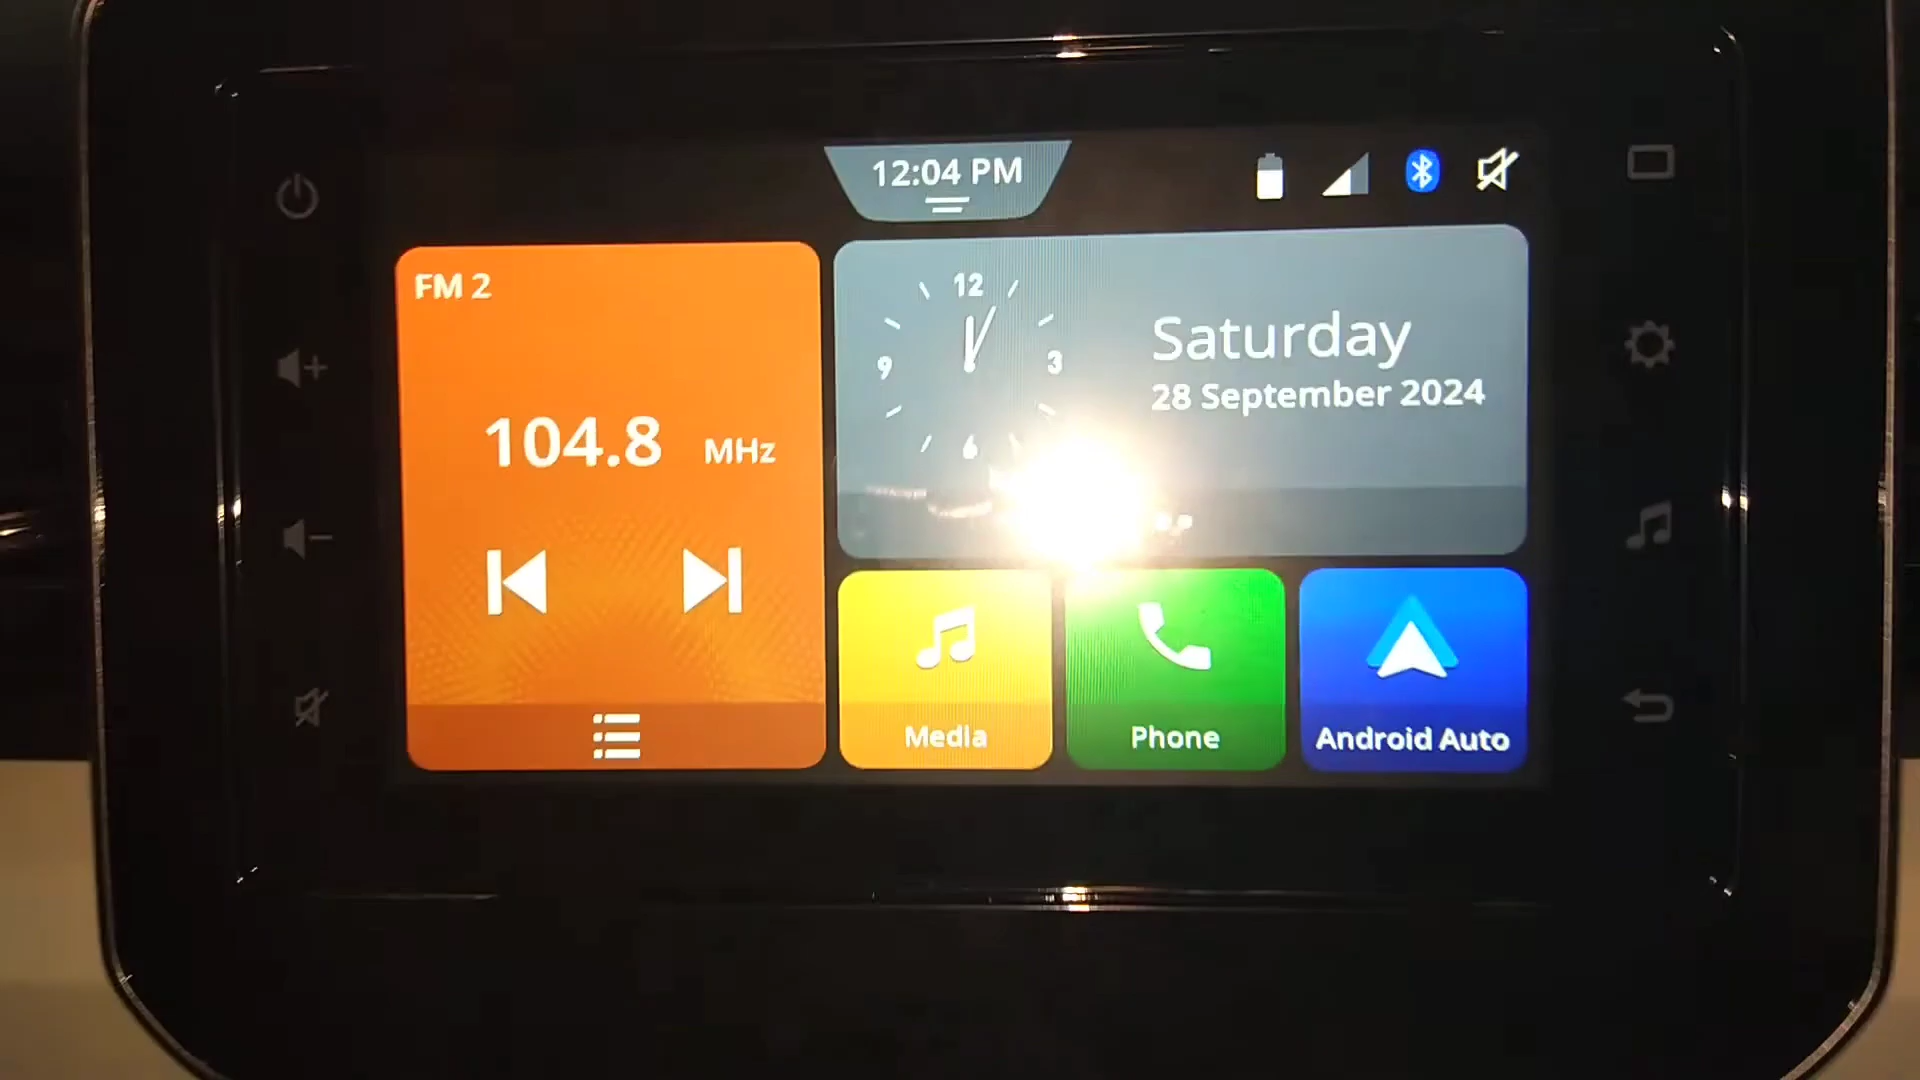 12:04 PM
FM 2
104.8 MHz
12
9
3
6
Saturday
28 September 2024
Media
Phone
Android Auto